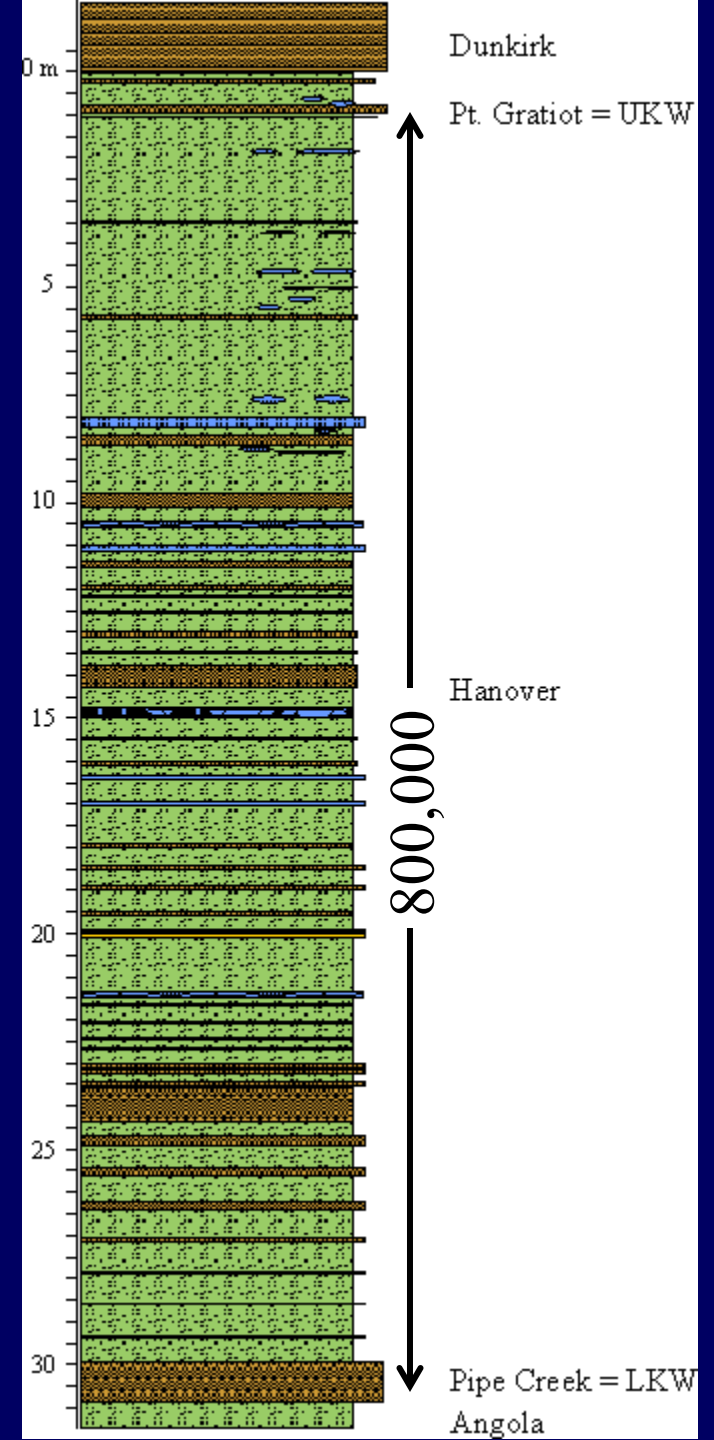 Dunkirk
0 m
Pt. Gratiot = UKW
5
10
Hanover
15
800,000
20
25
30
Pipe Creek = LKW
Angola